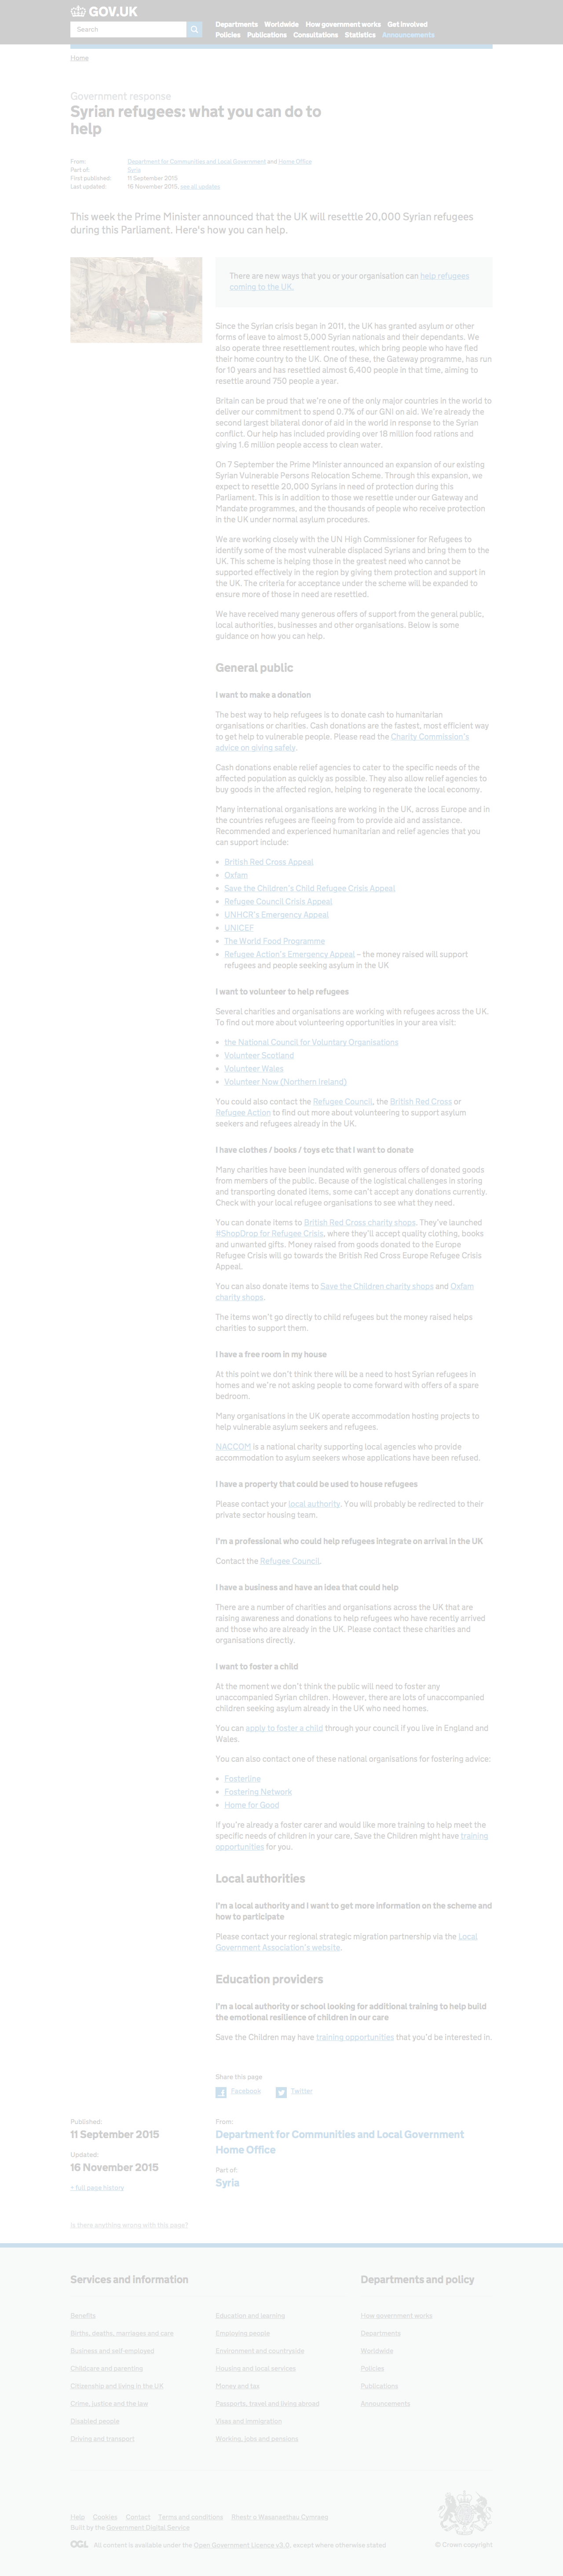 GOV.UK
Search
Departments Worldwide How government works Get involved
Policies Publications Consultations Statistics Announcements
Home
Government response
Syrian refugees: what you can do to
help
From: Department for Communities and Local Government and Home Office
Part of: Syria
First published: 11 September 2015
Last updated: 16 November 2015, see all updates
This week the Prime Minister announced that the UK will resettle 20,000 Syrian refugees
during this Parliament. Here's how you can help.
There are new ways that you or your organisation can help refugees
coming to the UK.
Since the Syrian crisis began in 2011, the UK has granted asylum or other
forms of leave to almost 5,000 Syrian nationals and their dependants. We
also operate three resettlement routes, which bring people who have fled
their home country to the UK. One of these, the Gateway programme, has run
for 10 years and has resettled almost 6,400 people in that time, aiming to
resettle around 750 people a year.
Britain can be proud that we're one of the only major countries in the world to
deliver our commitment to spend 0.7% of our GNI on aid. We're already the
second largest bilateral donor of aid in the world in response to the Syrian
conflict. Our help has included providing over 18 million food rations and
giving 1.6 million people access to clean water.
On 7 September the Prime Minister announced an expansion of our existing
Syrian Vulnerable Persons Relocation Scheme. Through this expansion, we
expect to resettle 20,000 Syrians in need of protection during this
Parliament. This is in addition to those we resettle under our Gateway and
Mandate programmes, and the thousands of people who receive protection
in the UK under normal asylum procedures.
We are working closely with the UN High Commissioner for Refugees to
identify some of the most vulnerable displaced Syrians and bring them to the
UK. This scheme is helping those in the greatest need who cannot be
supported effectively in the region by giving them protection and support in
the UK. The criteria for acceptance under the scheme will be expanded to
ensure more of those in need are resettled.
We have received many generous offers of support from the general public,
local authorities, businesses and other organisations. Below is some
guidance on how you can help.
General public
I want to make a donation
The best way to help refugees is to donate cash to humanitarian
organisations or charities. Cash donations are the fastest, most efficient way
to get help to vulnerable people. Please read the Charity Commission's
advice on giving safely.
Cash donations enable relief agencies to cater to the specific needs of the
affected population as quickly as possible. They also allow relief agencies to
buy goods in the affected region, helping to regenerate the local economy.
Many international organisations are working in the UK, across Europe and in
the countries refugees are fleeing from to provide aid and assistance.
Recommended and experienced humanitarian and relief agencies that you
can support include:
British Red Cross Appeal
Oxfam
Save the Children's Child Refugee Crisis Appeal
Refugee Council Crisis Appeal
UNHCR's Emergency Appeal
UNICEF
The World Food Programme
Refugee Action's Emergency Appeal – the money raised will support
refugees and people seeking asylum in the UK
I want to volunteer to help refugees
Several charities and organisations are working with refugees across the UK.
To find out more about volunteering opportunities in your area visit:
the National Council for Voluntary Organisations
Volunteer Scotland
Volunteer Wales
Volunteer Now (Northern Ireland)
You could also contact the Refugee Council, the British Red Cross or
Refugee Action to find out more about volunteering to support asylum
seekers and refugees already in the UK.
I have clothes / books / toys etc that I want to donate
Many charities have been inundated with generous offers of donated goods
from members of the public. Because of the logistical challenges in storing
and transporting donated items, some can't accept any donations currently.
Check with your local refugee organisations to see what they need.
You can donate items to British Red Cross charity shops. They've launched
#ShopDrop for Refugee Crisis, where they'll accept quality clothing, books
and unwanted gifts. Money raised from goods donated to the Europe
Refugee Crisis will go towards the British Red Cross Europe Refugee Crisis
Appeal.
You can also donate items to Save the Children charity shops and Oxfam
charity shops.
The items won't go directly to child refugees but the money raised helps
charities to support them.
I have a free room in my house
At this point we don't think there will be a need to host Syrian refugees in
homes and we're not asking people to come forward with offers of a spare
bedroom.
Many organisations in the UK operate accommodation hosting projects to
help vulnerable asylum seekers and refugees.
NACCOM is a national charity supporting local agencies who provide
accommodation to asylum seekers whose applications have been refused.
I have a property that could be used to house refugees
Please contact your local authority. You will probably be redirected to their
private sector housing team.
I'm a professional who could help refugees integrate on arrival in the UK
Contact the Refugee Council.
I have a business and have an idea that could help
There are a number of charities and organisations across the UK that are
raising awareness and donations to help refugees who have recently arrived
and those who are already in the UK. Please contact these charities and
organisations directly.
I want to foster a child
At the moment we don't think the public will need to foster any
unaccompanied Syrian children. However, there are lots of unaccompanied
children seeking asylum already in the UK who need homes.
You can apply to foster a child through your council if you live in England and
Wales.
You can also contact one of these national organisations for fostering advice:
Fosterline
Fostering Network
Home for Good
If you're already a foster carer and would like more training to help meet the
specific needs of children in your care, Save the Children might have training
opportunities for you.
Local authorities
I'm a local authority and I want to get more information on the scheme and
how to participate
Please contact your regional strategic migration partnership via the Local
Government Association's website.
Education providers
I'm a local authority or school looking for additional training to help build
the emotional resilience of children in our care
Save the Children may have training opportunities that you'd be interested in.
Share this page
Facebook Twitter
Published:
11 September 2015
Updated:
16 November 2015
+ full page history
From:
Department for Communities and Local Government
Home Office
Part of:
Syria
Is there anything wrong with this page?
Services and information
Departments and policy
Benefits
Births, deaths, marriages and care
Business and self-employed
Childcare and parenting
Citizenship and living in the UK
Crime, justice and the law
Disabled people
Driving and transport
Education and learning
Employing people
Environment and countryside
Housing and local services
Money and tax
Passports, travel and living abroad
Visas and immigration
Working, jobs and pensions
How government works
Departments
Worldwide
Policies
Publications
Announcements
Help Cookies Contact Terms and conditions Rhestr o Wasanaethau Cymraeg
Built by the Government Digital Service
OGL All content is available under the Open Government Licence v3.0, except where otherwise stated
© Crown copyright